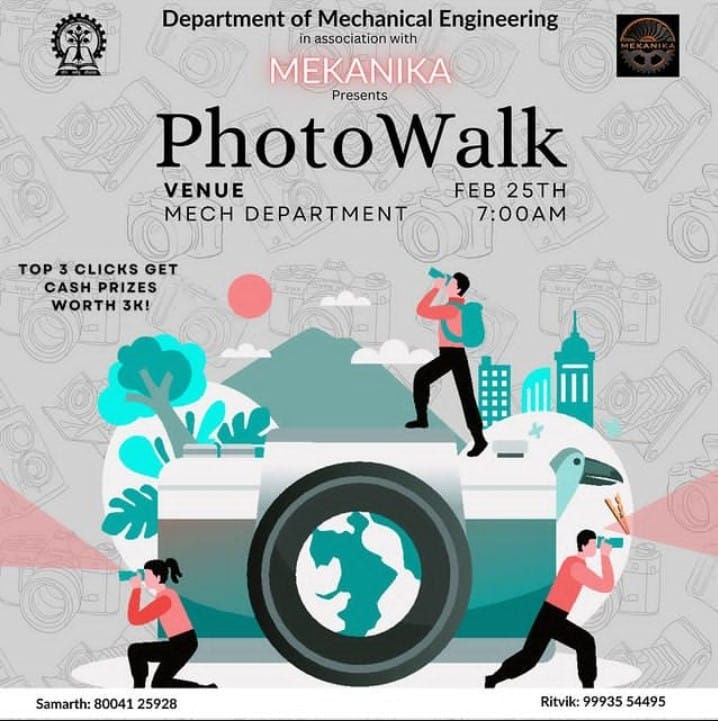 Department of Mechanical Engineering
in association with
MEKANIKA
MEKANIKA
Presents
PhotoWalk
VENUE
MECH DEPARTMENT
FEB 25TH
7:00AM
TOP 3 CLICKS GET
CASH PRIZES
WORTH 3K!
Samarth: 80041 25928
Ritvik: 99935 54495